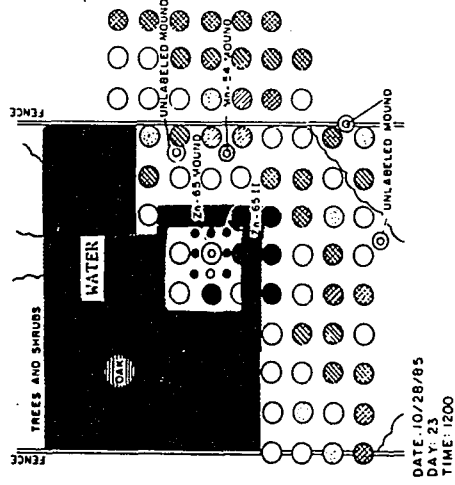 FENCE
TREES AND SHRUBS
WATER
OAK
FENCE
UNLABELED MOUND
Mn-54 MOUND
Zn-65 MOUND
Zn-65 II
UNLABELED MOUND
DATE: 10/28/85
DAY: 23
TIME: 1200